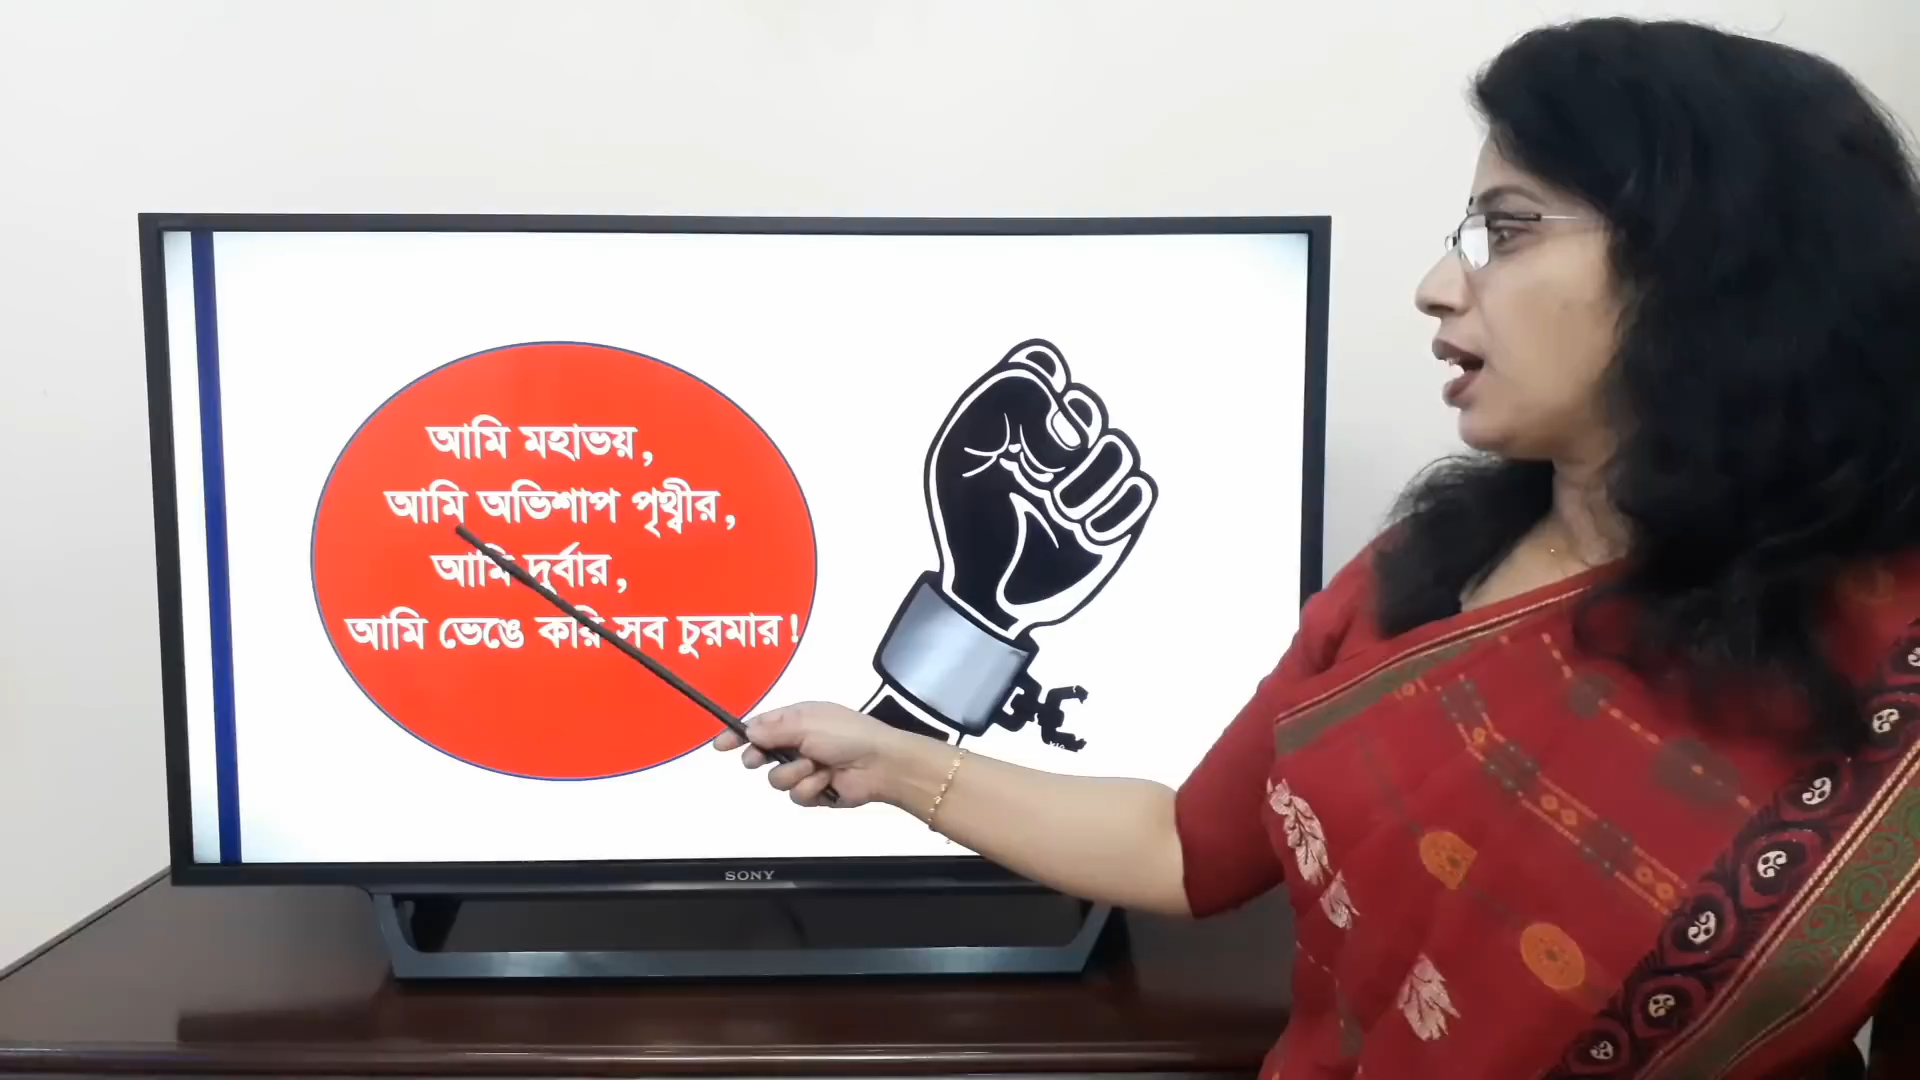 আমি মহাভয়,
আমি অভিশাপ পৃথ্বীর,
আমি দুর্বার,
আমি ভেঙে করি সব চুরমার!
SONY